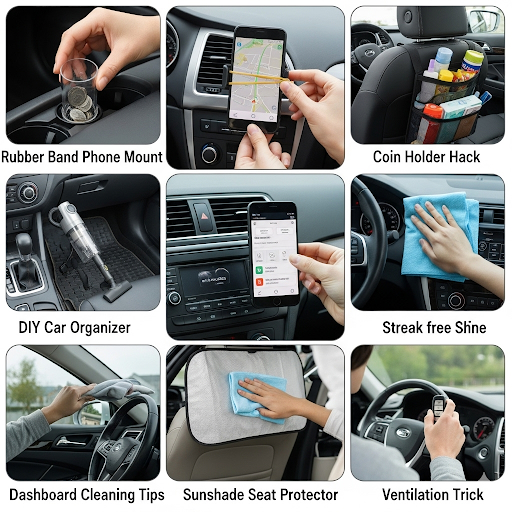 Rubber Band Phone Mount
Coin Holder Hack
DIY Car Organizer
Streak free Shine
Dashboard Cleaning Tips
Sunshade Seat Protector
Ventilation Trick